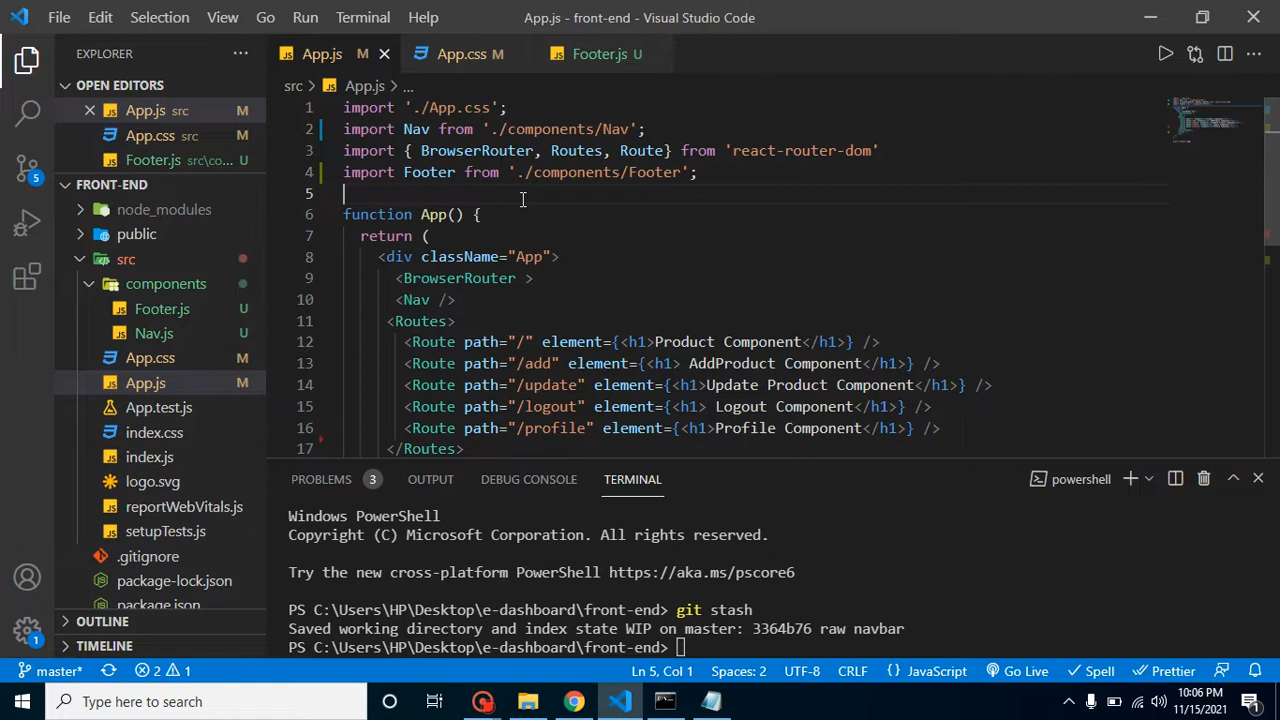 File Edit Selection View Go Run Terminal Help App.js - front-end - Visual Studio Code
EXPLORER
App.js M
App.css M
Footer.js U
OPEN EDITORS
App.js src M
App.css src M
Footer.js src\co... U
FRONT-END
node_modules
public
src
components
Footer.js U
Nav.js U
App.css M
App.js M
App.test.js
index.css
index.js
logo.svg
reportWebVitals.js
setupTests.js
.gitignore
package-lock.json
package.json
OUTLINE
TIMELINE
src > App.js > ...
1 import './App.css';
2 import Nav from './components/Nav';
3 import { BrowserRouter, Routes, Route} from 'react-router-dom'
4 import Footer from './components/Footer';
5
6 function App() {
7 return (
8 <div className="App">
9 <BrowserRouter >
10 <Nav />
11 <Routes>
12 <Route path="/" element={<h1>Product Component</h1>} />
13 <Route path="/add" element={<h1> AddProduct Component</h1>} />
14 <Route path="/update" element={<h1>Update Product Component</h1>} />
15 <Route path="/logout" element={<h1> Logout Component</h1>} />
16 <Route path="/profile" element={<h1>Profile Component</h1>} />
17 </Routes>
PROBLEMS 3 OUTPUT DEBUG CONSOLE TERMINAL powershell
Windows PowerShell
Copyright (C) Microsoft Corporation. All rights reserved.
Try the new cross-platform PowerShell https://aka.ms/pscore6
PS C:\Users\HP\Desktop\e-dashboard\front-end> git stash
Saved working directory and index state WIP on master: 3364b76 raw navbar
PS C:\Users\HP\Desktop\e-dashboard\front-end>
5
1
master* 2 1 Ln 5, Col 1 Spaces: 2 UTF-8 CRLF { } JavaScript Go Live Spell Prettier
Type here to search
10:06 PM
11/15/2021
1